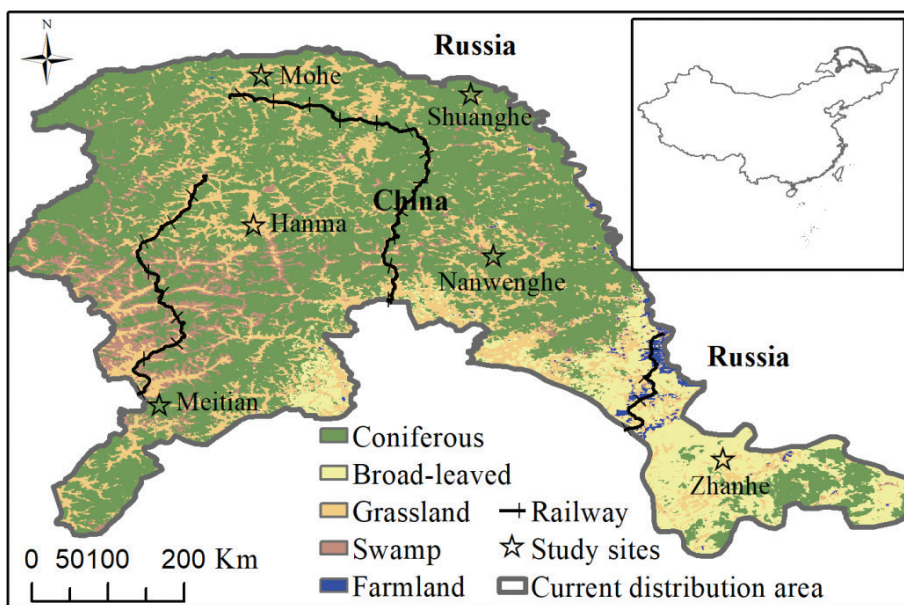 N
Russia
Mohe
Shuanghe
China
Hanma
Nanwenghe
Russia
Meitian
Zhanhe
Coniferous
Broad-leaved
Grassland
Swamp
Farmland
Railway
Study sites
Current distribution area
0 50100 200 Km